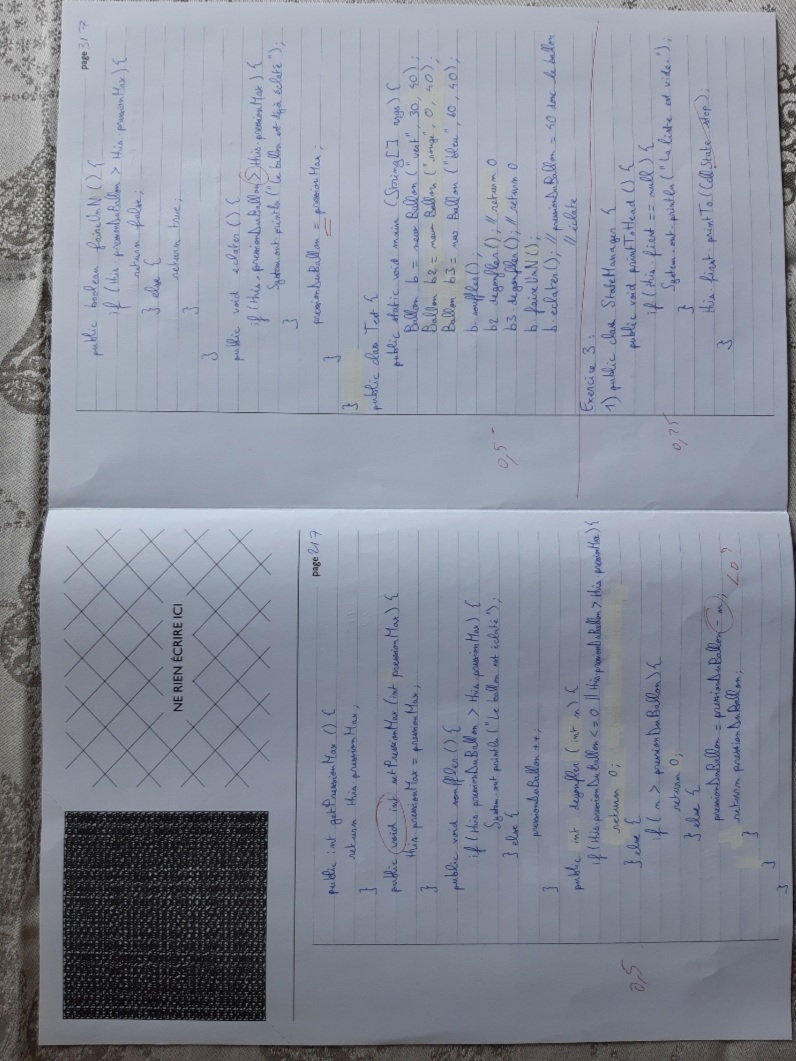 NE RIEN ÉCRIRE ICI
page 2/7
public int getPressionMax () {
return this.pressionMax;
}
public void int setPressionMax (int pressionMax) {
this.pressionMax = pressionMax;
}
public void souffler () {
if (this.pressionDuBallon > this.pressionMax) {
System.out.println ("Le ballon est éclaté");
} else {
pressionDuBallon ++;
}
public int degonfler (int n) {
if (this.pressionDuBallon <= 0 || this.pressionDuBallon > this.pressionMax) {
return 0;
} else {
if (n > pressionDuBallon) {
return 0;
} else {
pressionDuBallon = pressionDuBallon - n; < 0 ?
return pressionDuBallon;
}
}
}
0,5
page 3/7
public boolean faireUnN () {
if (this.pressionDuBallon > this.pressionMax) {
return false;
} else {
return true;
}
}
public void eclater () {
if (this.pressionDuBallon > this.pressionMax) {
System.out.println ("Le ballon est déjà éclaté");
}
pressionDuBallon = pressionMax;
}
}
public class Test {
public static void main (String[] args) {
Ballon b = new Ballon ("vert", 30, 40);
Ballon b2 = new Ballon ("rouge", 0, 40);
Ballon b3 = new Ballon ("bleu", 60, 40);
b.souffler();
b2.degonfler(); // return 0
b3.degonfler(); // return 0
b.faireUnN();
b.eclater(); // pressionDuBallon = 40 donc le ballon
// éclate
0,5
Exercice 3 :
1) public class StateManager {
public void printToHead () {
if (this.first == null) {
System.out.println ("La liste est vide.");
}
this.first.printTo ((CellState stop);
}
0,25